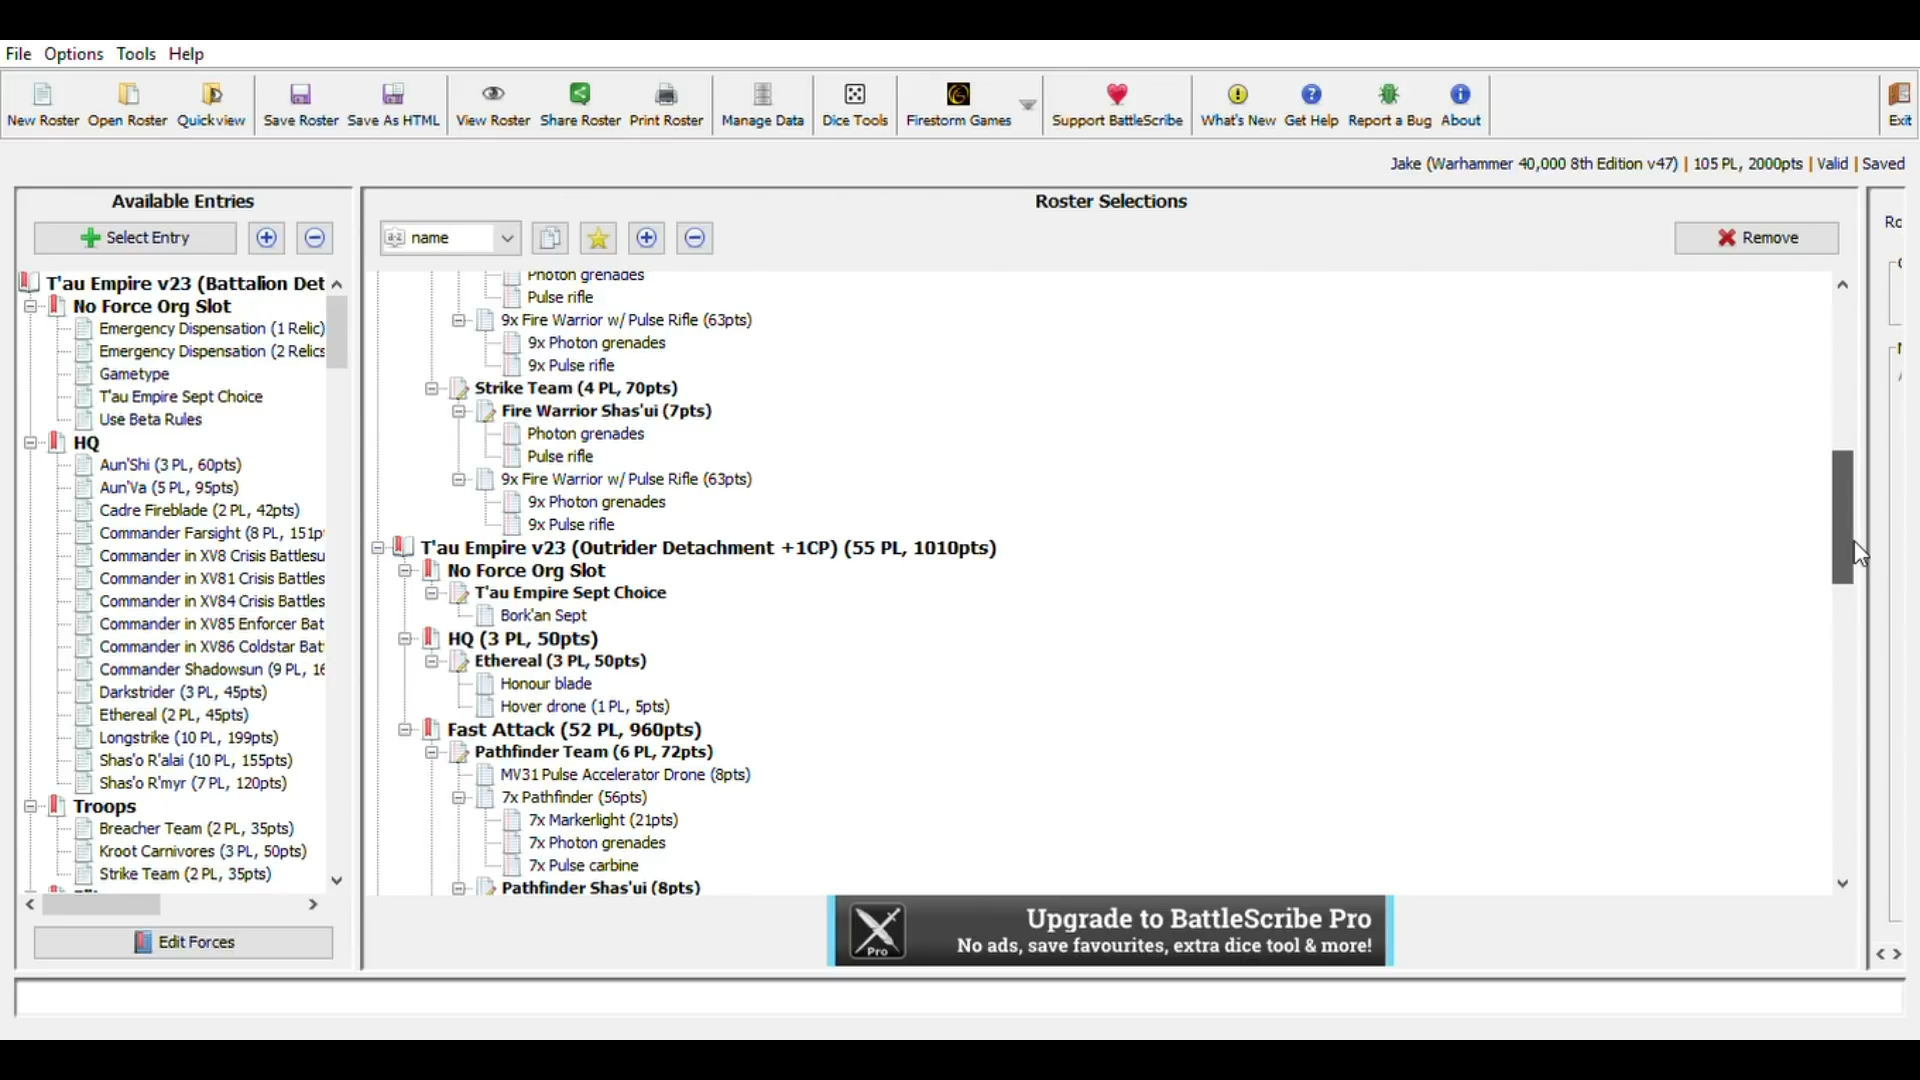 File Options Tools Help
New Roster Open Roster Quickview Save Roster Save As HTML View Roster Share Roster Print Roster Manage Data Dice Tools Firestorm Games Support BattleScribe What's New Get Help Report a Bug About Exit
Jake (Warhammer 40,000 8th Edition v47) | 105 PL, 2000pts | Valid | Saved
Available Entries
Select Entry
T'au Empire v23 (Battalion Det
No Force Org Slot
Emergency Dispensation (1 Relic)
Emergency Dispensation (2 Relics
Gametype
T'au Empire Sept Choice
Use Beta Rules
HQ
Aun'Shi (3 PL, 60pts)
Aun'Va (5 PL, 95pts)
Cadre Fireblade (2 PL, 42pts)
Commander Farsight (8 PL, 151pt
Commander in XV8 Crisis Battlesu
Commander in XV81 Crisis Battles
Commander in XV84 Crisis Battles
Commander in XV85 Enforcer Bat
Commander in XV86 Coldstar Bat
Commander Shadowsun (9 PL, 16
Darkstrider (3 PL, 45pts)
Ethereal (2 PL, 45pts)
Longstrike (10 PL, 199pts)
Shas'o R'alai (10 PL, 155pts)
Shas'o R'myr (7 PL, 120pts)
Troops
Breacher Team (2 PL, 35pts)
Kroot Carnivores (3 PL, 50pts)
Strike Team (2 PL, 35pts)
Edit Forces
Roster Selections
name
Remove
Photon grenades
Pulse rifle
9x Fire Warrior w/ Pulse Rifle (63pts)
9x Photon grenades
9x Pulse rifle
Strike Team (4 PL, 70pts)
Fire Warrior Shas'ui (7pts)
Photon grenades
Pulse rifle
9x Fire Warrior w/ Pulse Rifle (63pts)
9x Photon grenades
9x Pulse rifle
T'au Empire v23 (Outrider Detachment +1CP) (55 PL, 1010pts)
No Force Org Slot
T'au Empire Sept Choice
Bork'an Sept
HQ (3 PL, 50pts)
Ethereal (3 PL, 50pts)
Honour blade
Hover drone (1 PL, 5pts)
Fast Attack (52 PL, 960pts)
Pathfinder Team (6 PL, 72pts)
MV31 Pulse Accelerator Drone (8pts)
7x Pathfinder (56pts)
7x Markerlight (21pts)
7x Photon grenades
7x Pulse carbine
Pathfinder Shas'ui (8pts)
Pro
Upgrade to BattleScribe Pro
No ads, save favourites, extra dice tool & more!
Ro